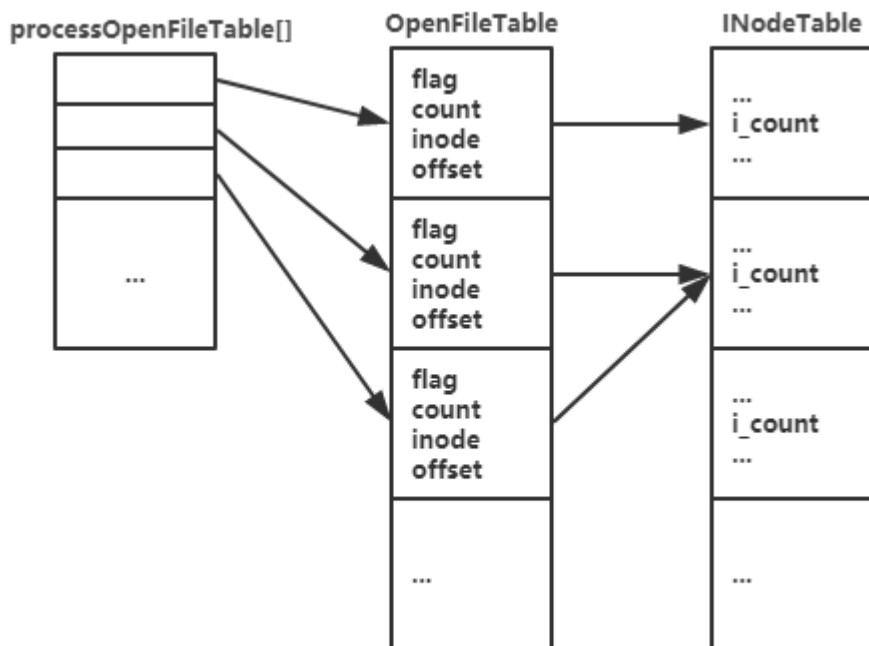 processOpenFileTable[]
...
OpenFileTable
flag
count
inode
offset
flag
count
inode
offset
flag
count
inode
offset
...
INodeTable
...
i_count
...
...
i_count
...
...
i_count
...
...